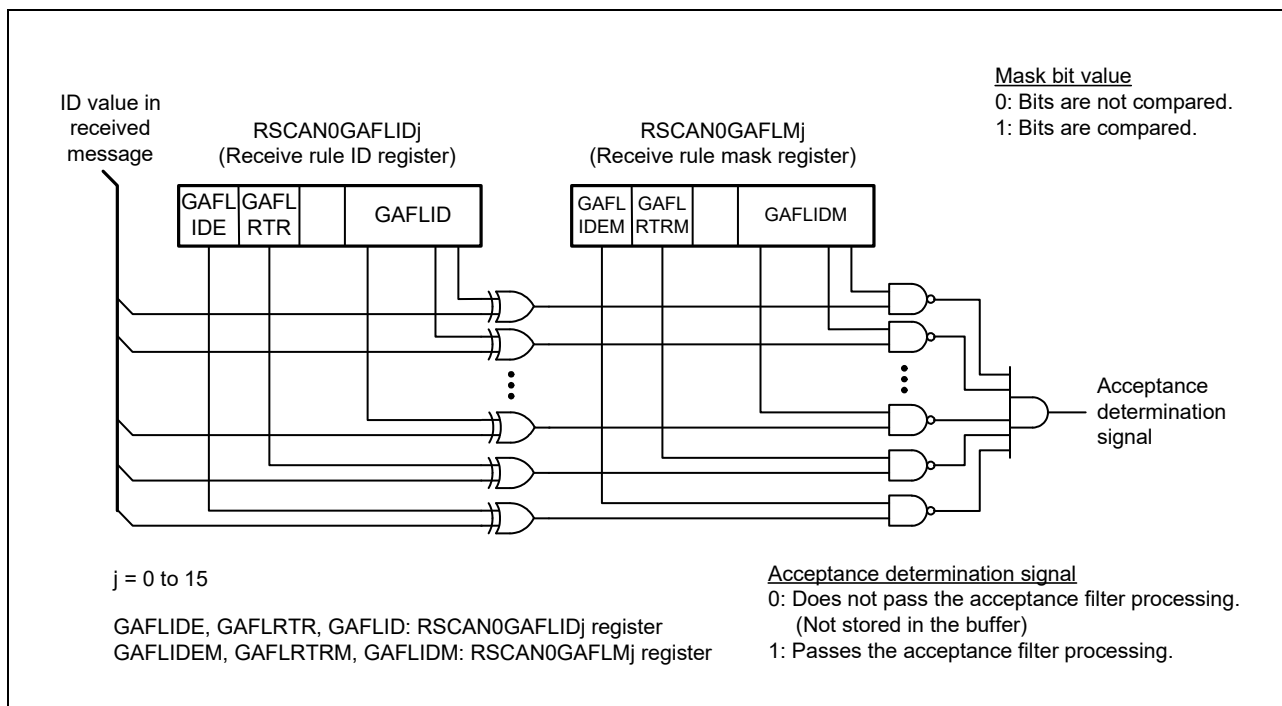 Mask bit value
0: Bits are not compared.
1: Bits are compared.
ID value in
received
message
RSCAN0GAFLIDj
(Receive rule ID register)
RSCAN0GAFLMj
(Receive rule mask register)
GAFL
IDE
GAFL
RTR
GAFLID
GAFL
IDEM
GAFL
RTRM
GAFLIDM
Acceptance
determination
signal
j = 0 to 15
GAFLIDE, GAFLRTR, GAFLID: RSCAN0GAFLIDj register
GAFLIDEM, GAFLRTRM, GAFLIDM: RSCAN0GAFLMj register
Acceptance determination signal
0: Does not pass the acceptance filter processing.
(Not stored in the buffer)
1: Passes the acceptance filter processing.